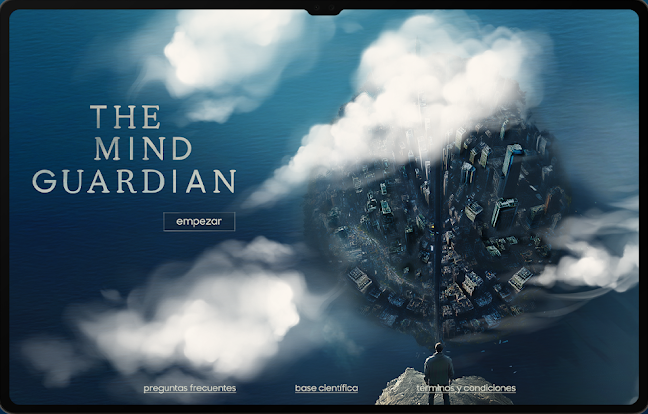 THE
MIND
GUARDIAN
empezar
preguntas frecuentes
base científica
términos y condiciones